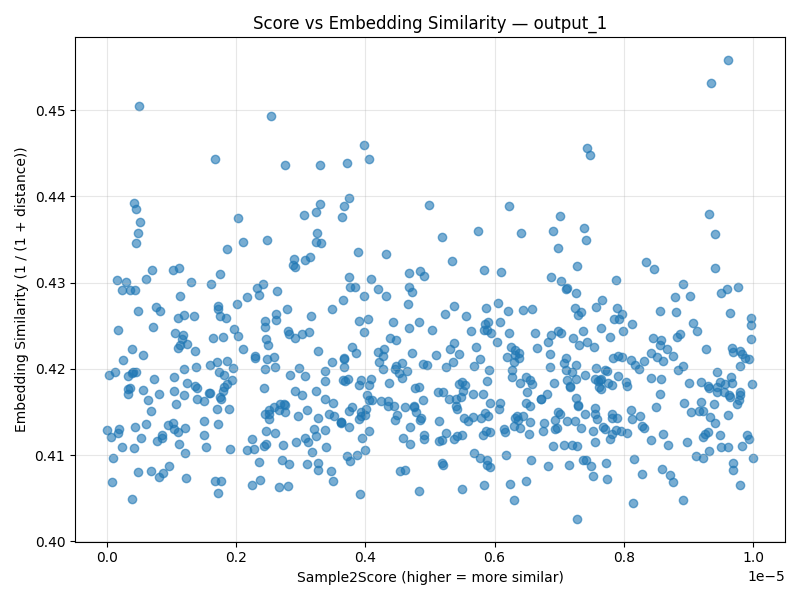 Score vs Embedding Similarity — output_1
Embedding Similarity (1 / (1 + distance))
0.45
0.44
0.43
0.42
0.41
0.40
0.0 0.2 0.4 0.6 0.8 1.0
1e−5
Sample2Score (higher = more similar)